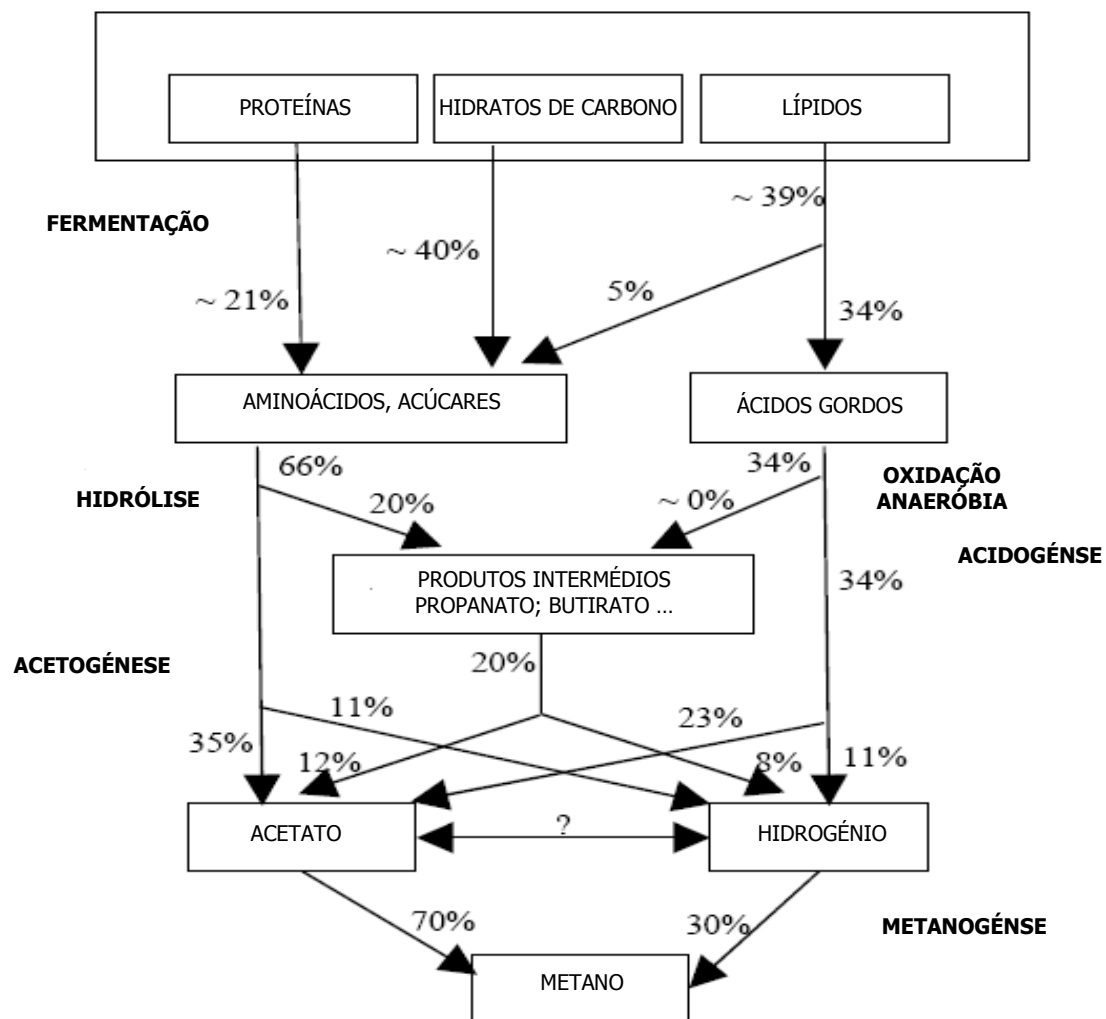 PROTEÍNAS
HIDRATOS DE CARBONO
LÍPIDOS
~ 39%
FERMENTAÇÃO
~ 40%
~ 21%
5%
34%
AMINOÁCIDOS, ACÚCARES
ÁCIDOS GORDOS
66%
34%
OXIDAÇÃO
ANAERÓBIA
HIDRÓLISE
20%
~ 0%
ACIDOGÉNSE
PRODUTOS INTERMÉDIOS
PROPANATO; BUTIRATO ...
34%
ACETOGÉNESE
20%
11%
23%
35%
12%
8%
11%
ACETATO
?
HIDROGÉNIO
70%
30%
METANOGÉNSE
METANO